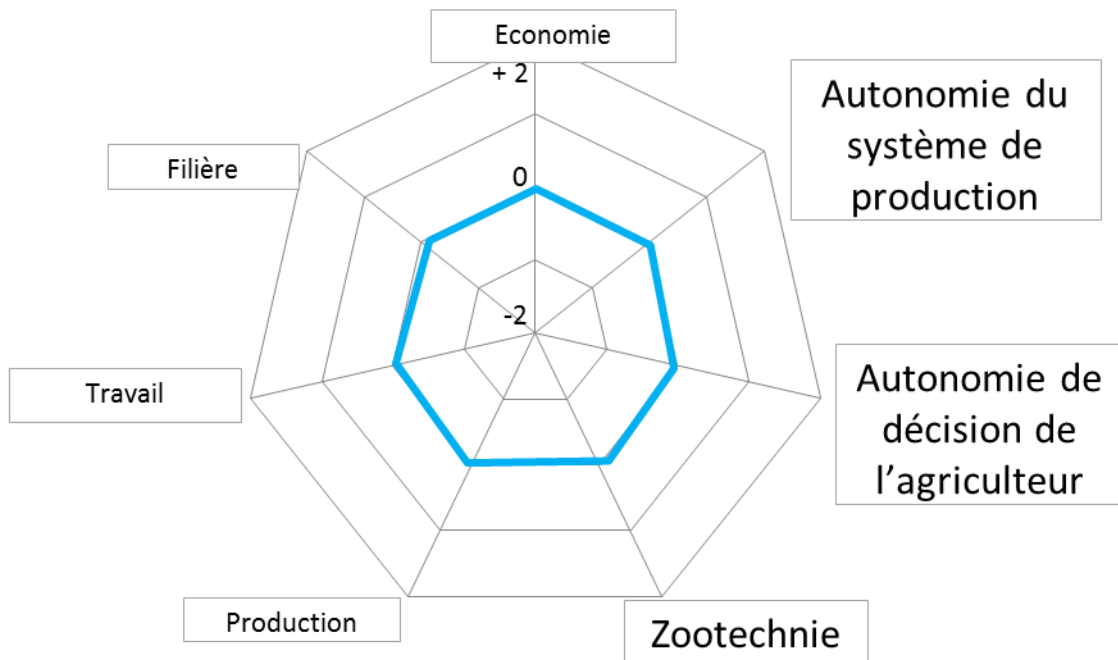 Economie
+ 2
Autonomie du
système de
production
Filière
0
-2
Travail
Autonomie de
décision de
l’agriculteur
Production
Zootechnie